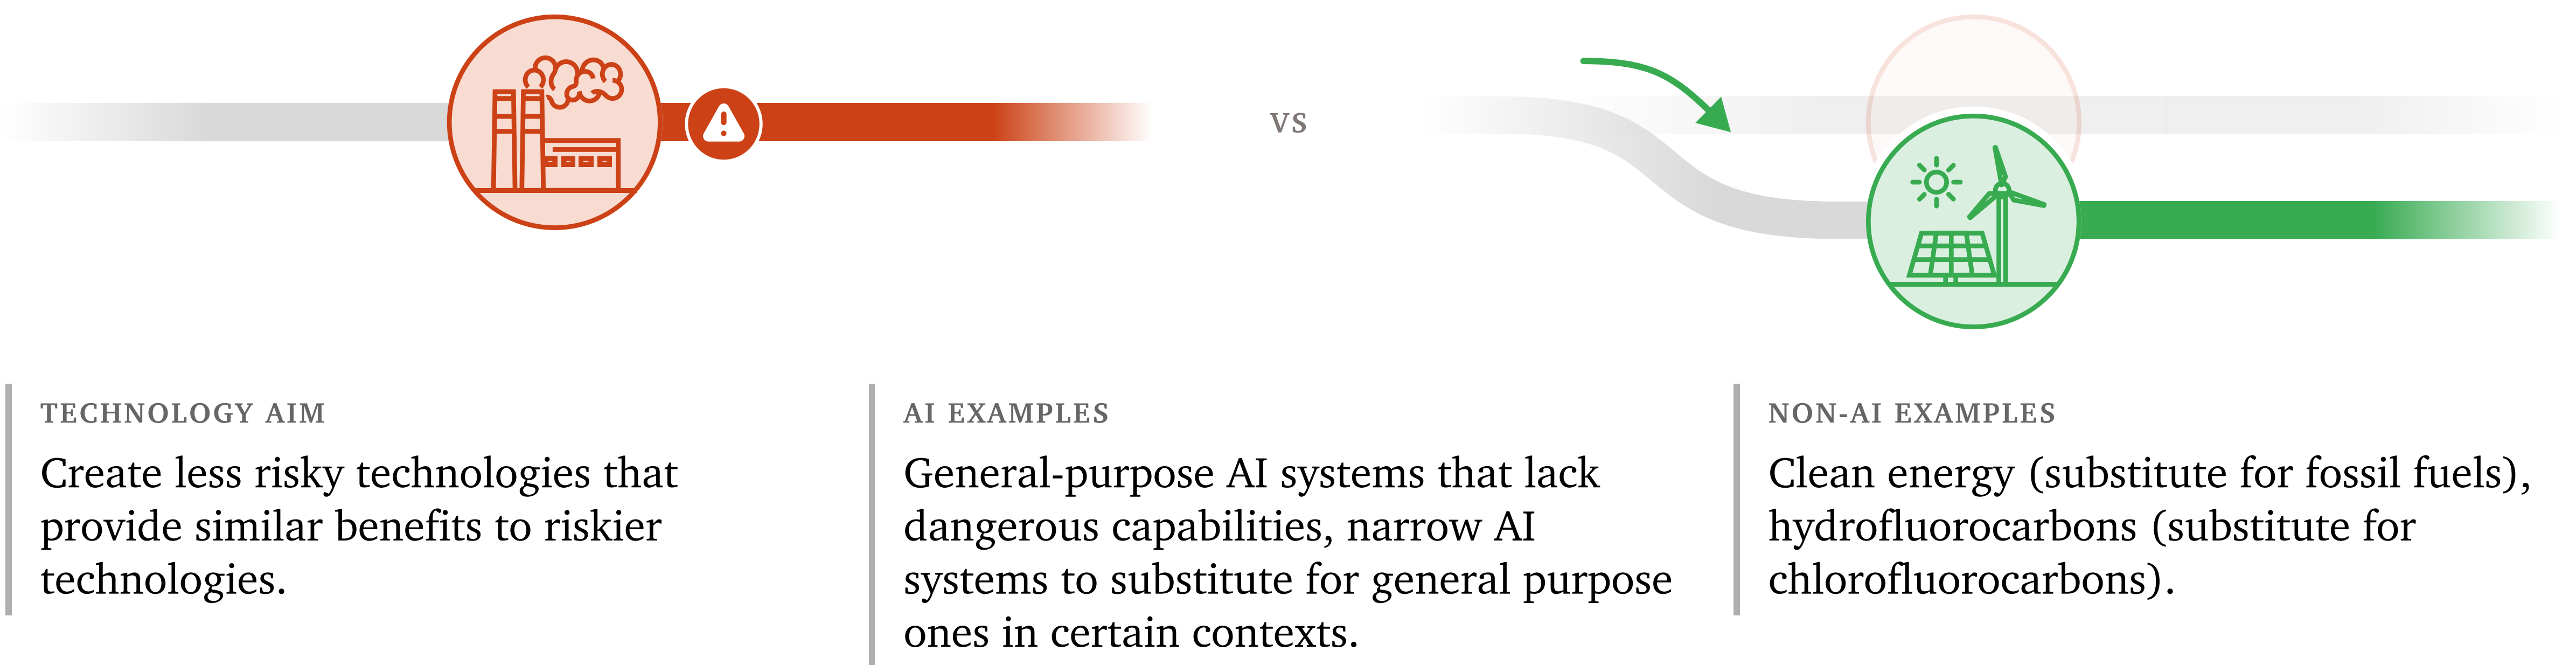 VS
TECHNOLOGY AIM
Create less risky technologies that
provide similar benefits to riskier
technologies.
AI EXAMPLES
General-purpose AI systems that lack
dangerous capabilities, narrow AI
systems to substitute for general purpose
ones in certain contexts.
NON-AI EXAMPLES
Clean energy (substitute for fossil fuels),
hydrofluorocarbons (substitute for
chlorofluorocarbons).